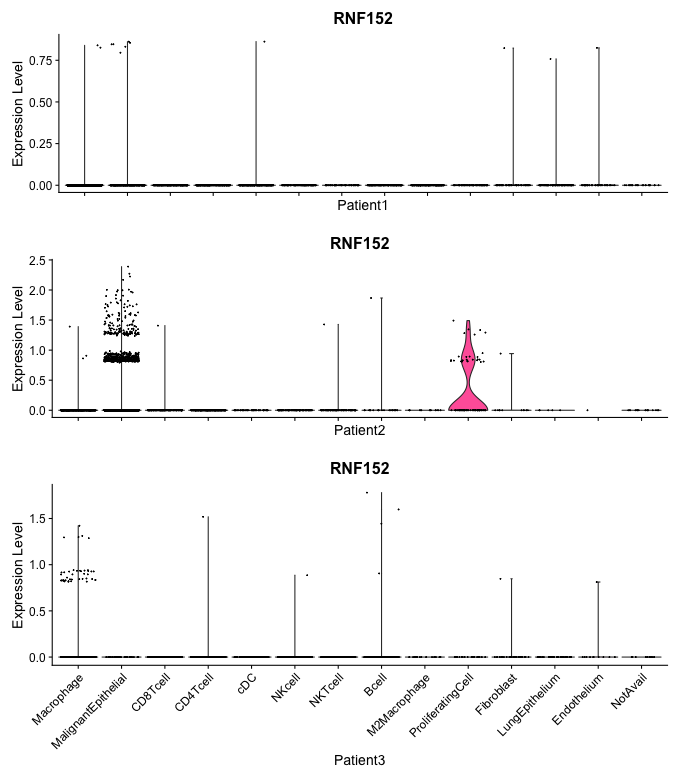 RNF152
Expression Level
0.75
0.50
0.25
0.00
Patient1
RNF152
Expression Level
2.5
2.0
1.5
1.0
0.5
0.0
Patient2
RNF152
Expression Level
1.5
1.0
0.5
0.0
Macrophage
MalignantEpithelial
CD8Tcell
CD4Tcell
cDC
NKcell
NKTcell
Bcell
M2Macrophage
ProliferatingCell
Fibroblast
LungEpithelium
Endothelium
NotAvail
Patient3